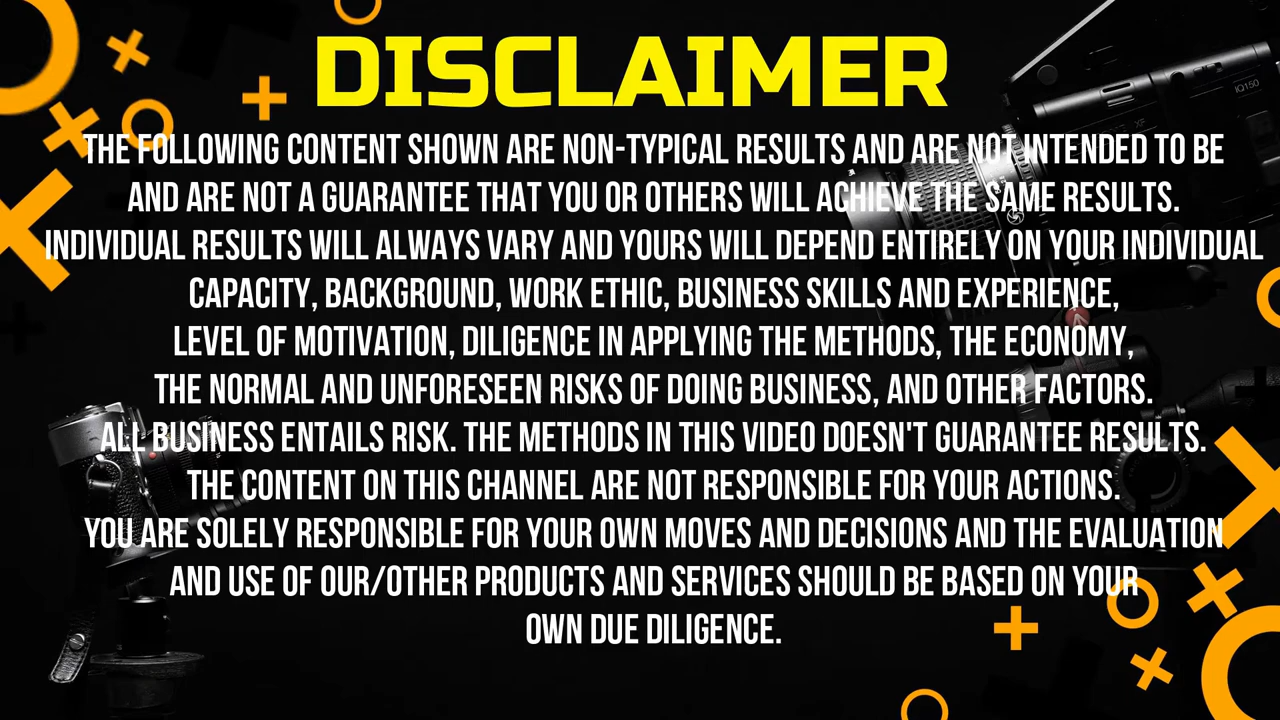 DISCLAIMER
THE FOLLOWING CONTENT SHOWN ARE NON-TYPICAL RESULTS AND ARE NOT INTENDED TO BE
AND ARE NOT A GUARANTEE THAT YOU OR OTHERS WILL ACHIEVE THE SAME RESULTS.
INDIVIDUAL RESULTS WILL ALWAYS VARY AND YOURS WILL DEPEND ENTIRELY ON YOUR INDIVIDUAL
CAPACITY, BACKGROUND, WORK ETHIC, BUSINESS SKILLS AND EXPERIENCE,
LEVEL OF MOTIVATION, DILIGENCE IN APPLYING THE METHODS, THE ECONOMY,
THE NORMAL AND UNFORESEEN RISKS OF DOING BUSINESS, AND OTHER FACTORS.
ALL BUSINESS ENTAILS RISK. THE METHODS IN THIS VIDEO DOESN'T GUARANTEE RESULTS.
THE CONTENT ON THIS CHANNEL ARE NOT RESPONSIBLE FOR YOUR ACTIONS.
YOU ARE SOLELY RESPONSIBLE FOR YOUR OWN MOVES AND DECISIONS AND THE EVALUATION
AND USE OF OUR/OTHER PRODUCTS AND SERVICES SHOULD BE BASED ON YOUR
OWN DUE DILIGENCE.
IQ150